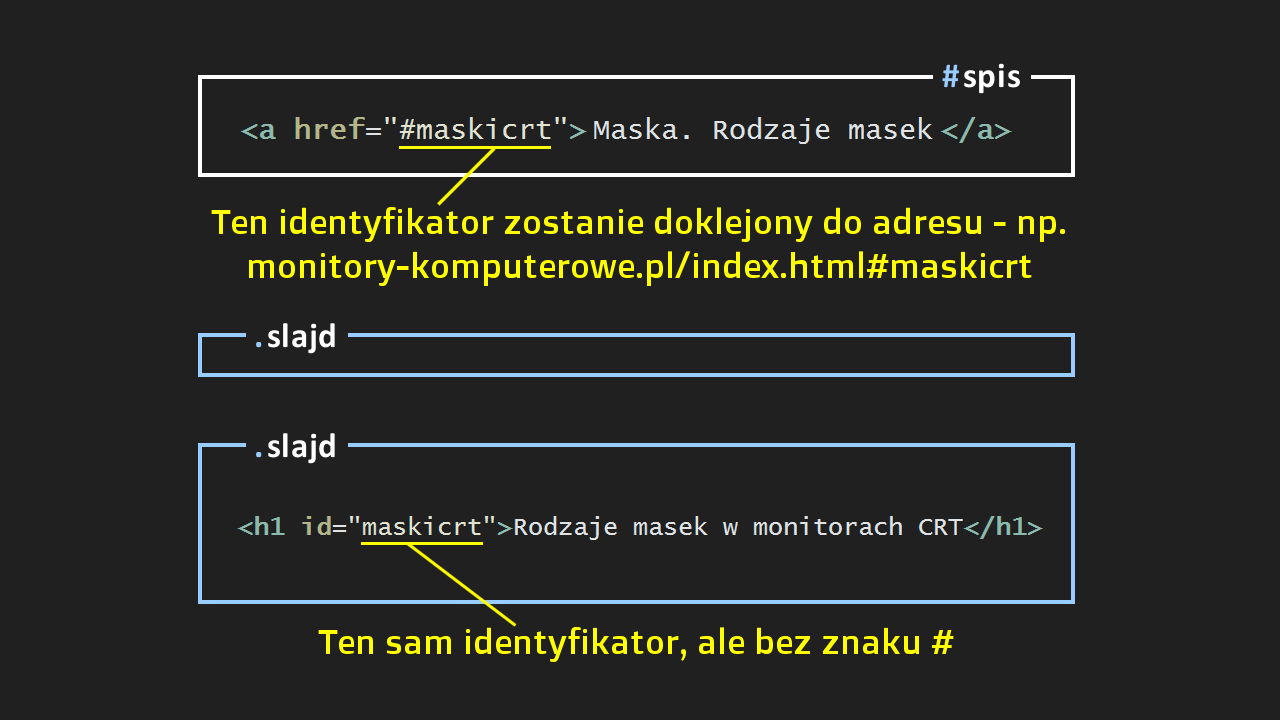 #spis
<a href="#maskicrt">Maska. Rodzaje masek</a>
Ten identyfikator zostanie doklejony do adresu - np.
monitory-komputerowe.pl/index.html#maskicrt
.slajd
.slajd
<h1 id="maskicrt">Rodzaje masek w monitorach CRT</h1>
Ten sam identyfikator, ale bez znaku #